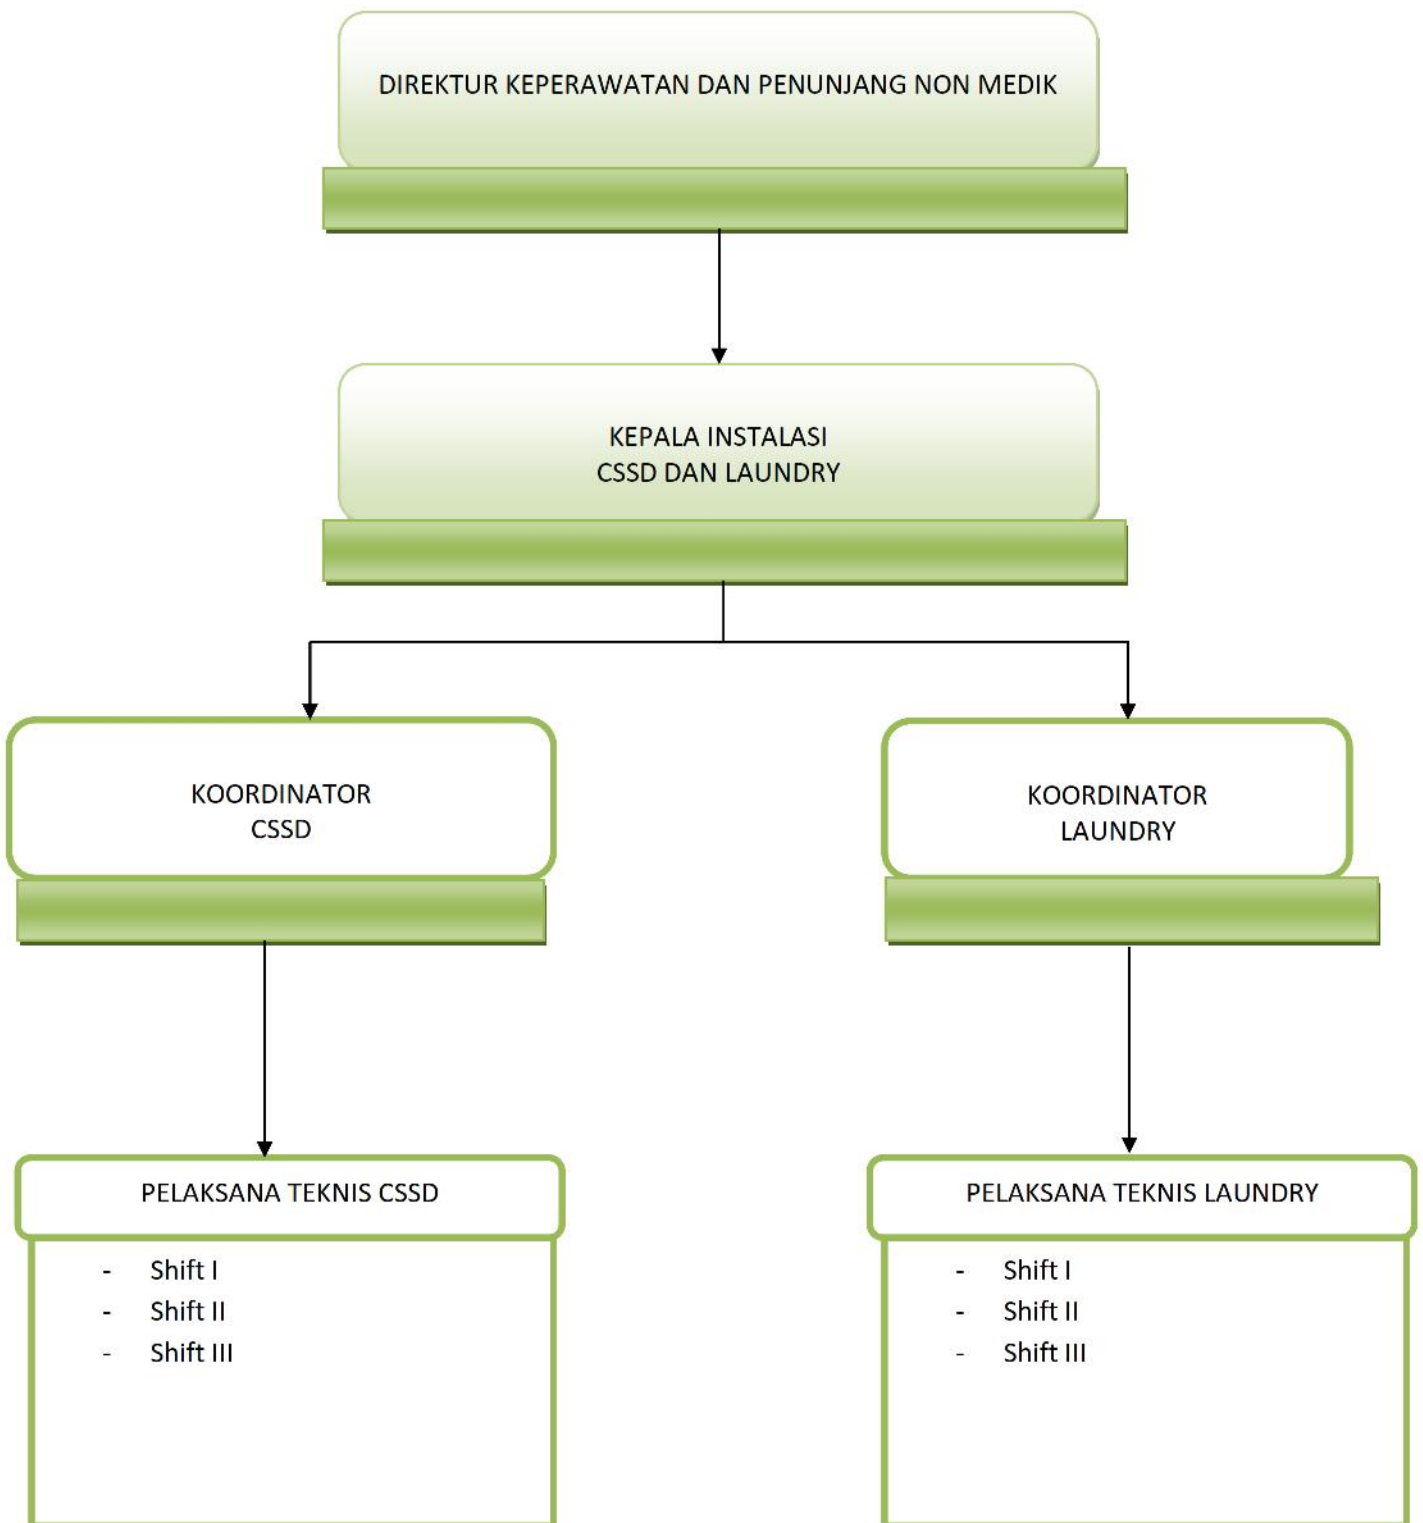 DIREKTUR KEPERAWATAN DAN PENUNJANG NON MEDIK
KEPALA INSTALASI
CSSD DAN LAUNDRY
KOORDINATOR
CSSD
KOORDINATOR
LAUNDRY
PELAKSANA TEKNIS CSSD
- Shift I
- Shift II
- Shift III
PELAKSANA TEKNIS LAUNDRY
- Shift I
- Shift II
- Shift III